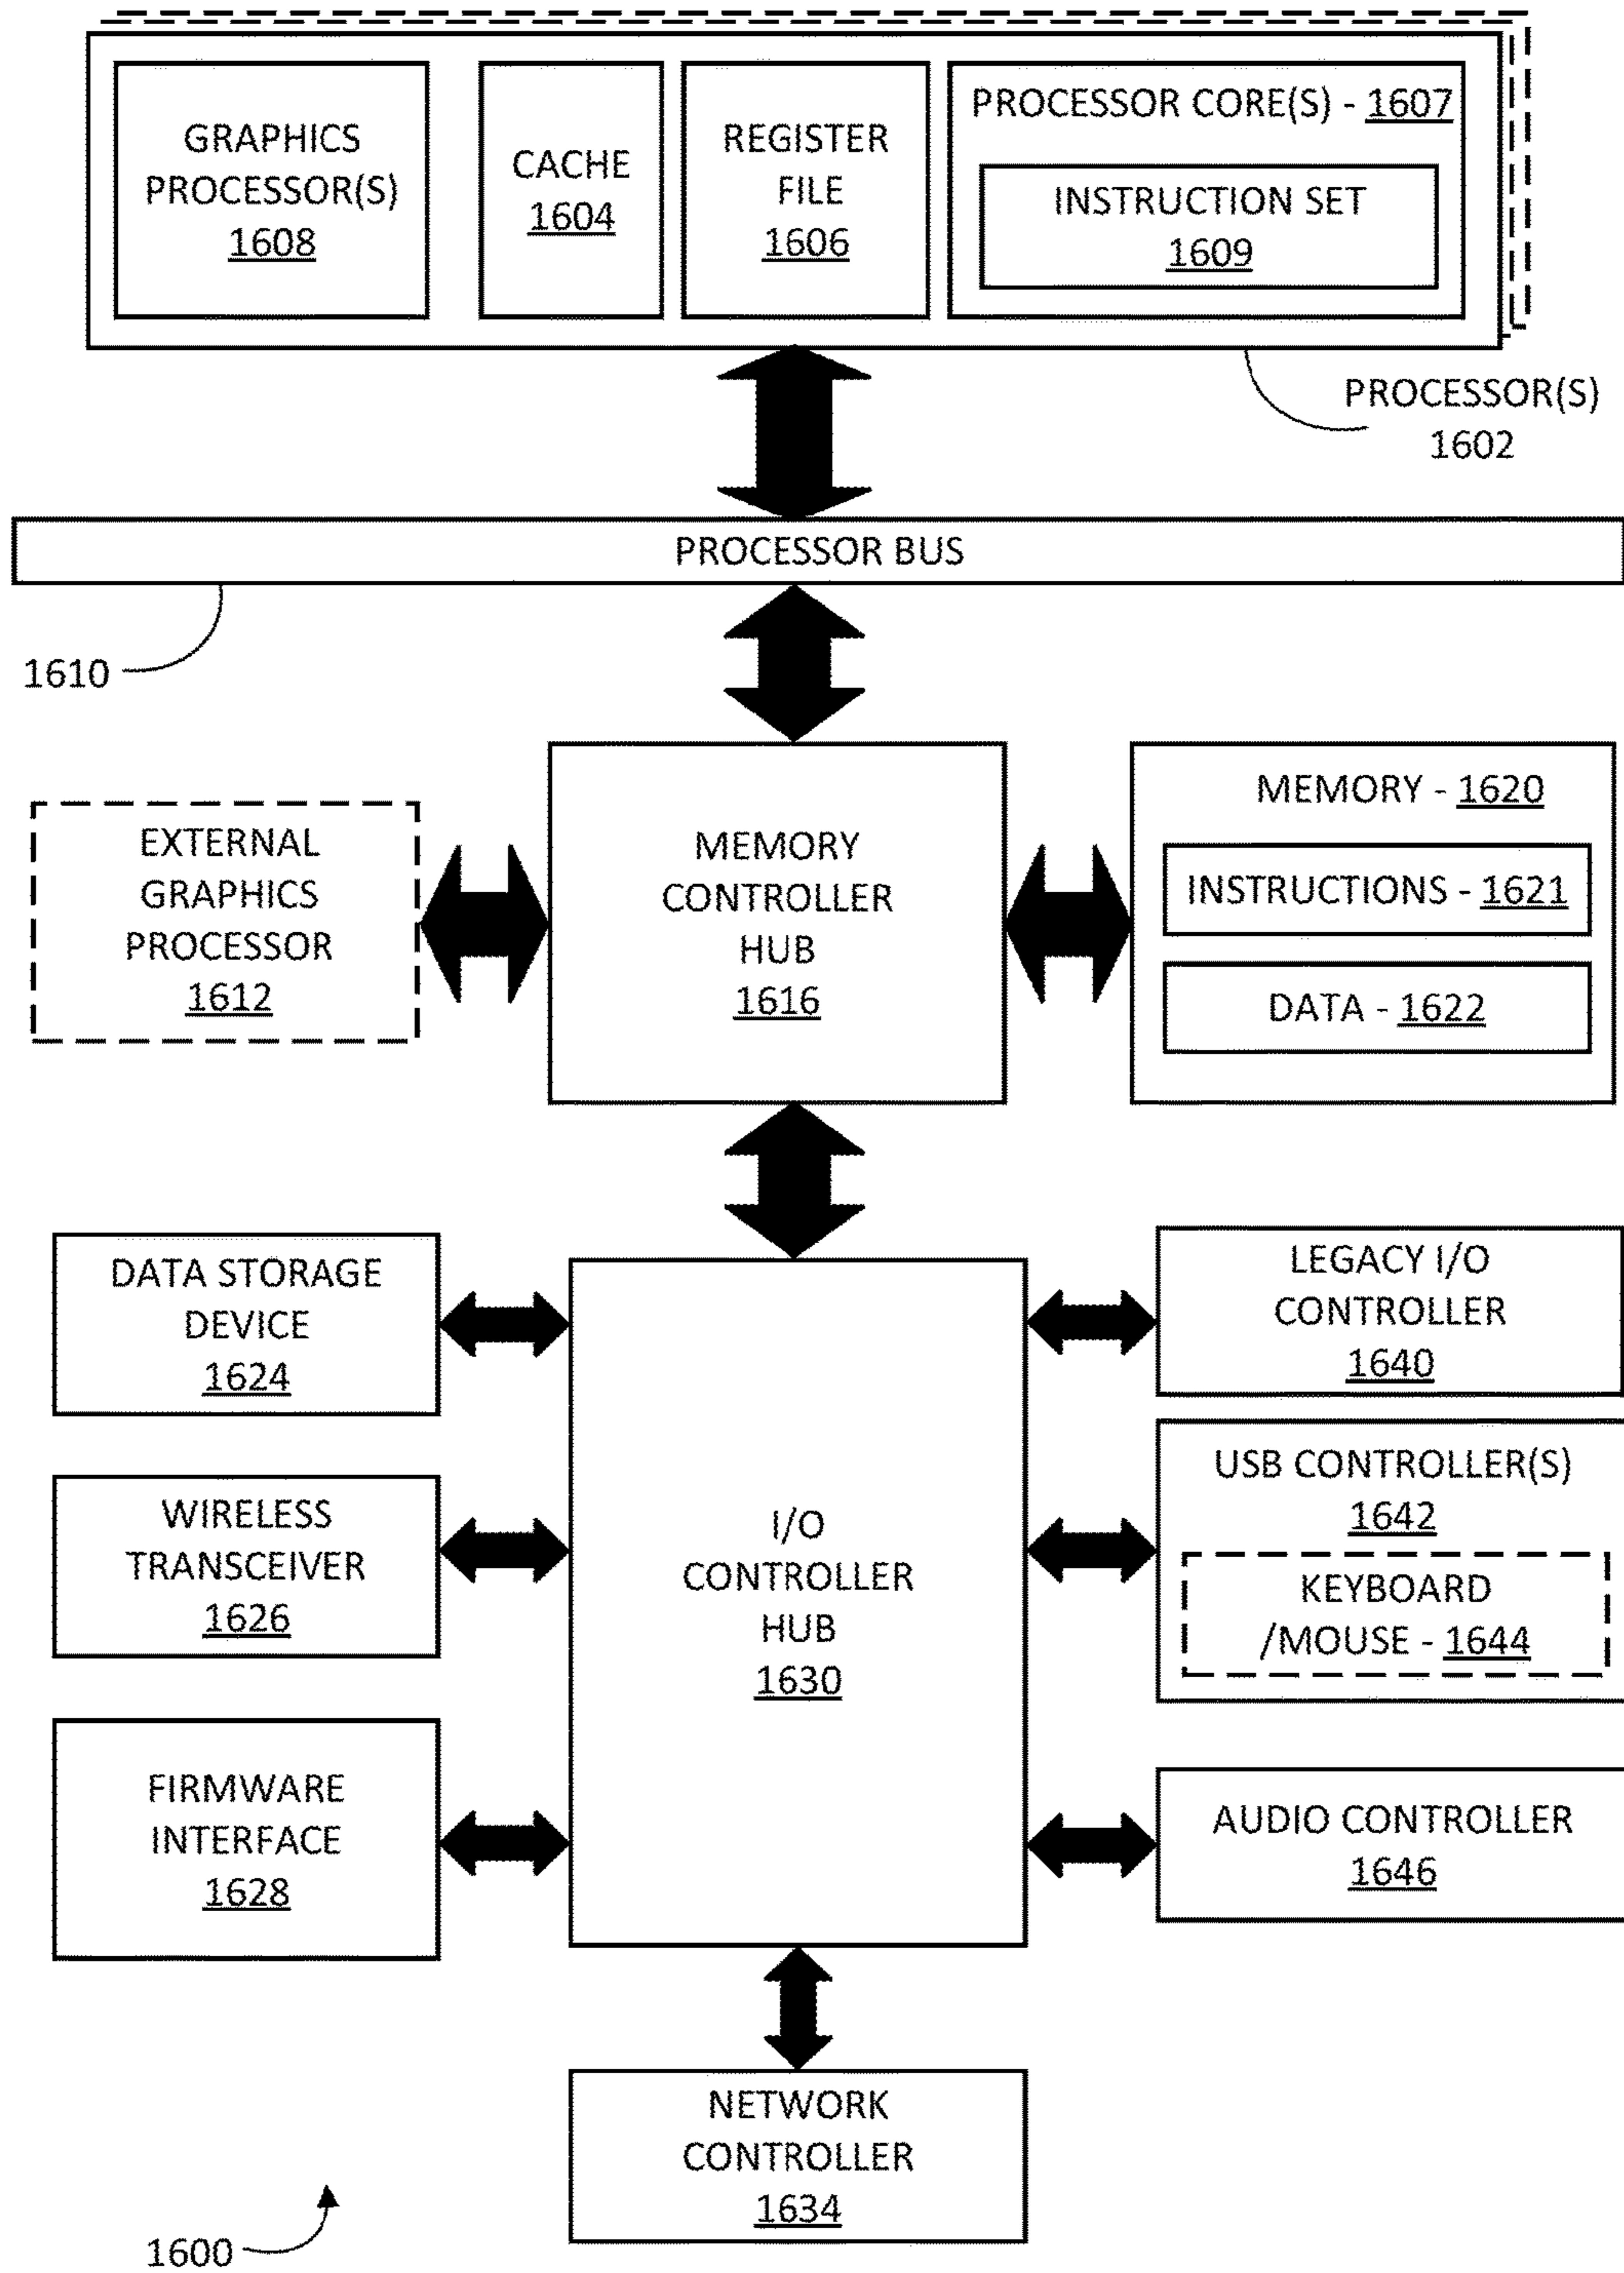 GRAPHICS
PROCESSOR(S)
1608
CACHE
1604
REGISTER
FILE
1606
PROCESSOR CORE(S) - 1607
INSTRUCTION SET
1609
PROCESSOR(S)
1602
PROCESSOR BUS
1610
EXTERNAL
GRAPHICS
PROCESSOR
1612
MEMORY
CONTROLLER
HUB
1616
MEMORY - 1620
INSTRUCTIONS - 1621
DATA - 1622
DATA STORAGE
DEVICE
1624
WIRELESS
TRANSCEIVER
1626
FIRMWARE
INTERFACE
1628
I/O
CONTROLLER
HUB
1630
LEGACY I/O
CONTROLLER
1640
USB CONTROLLER(S)
1642
KEYBOARD
/MOUSE - 1644
AUDIO CONTROLLER
1646
NETWORK
CONTROLLER
1634
1600